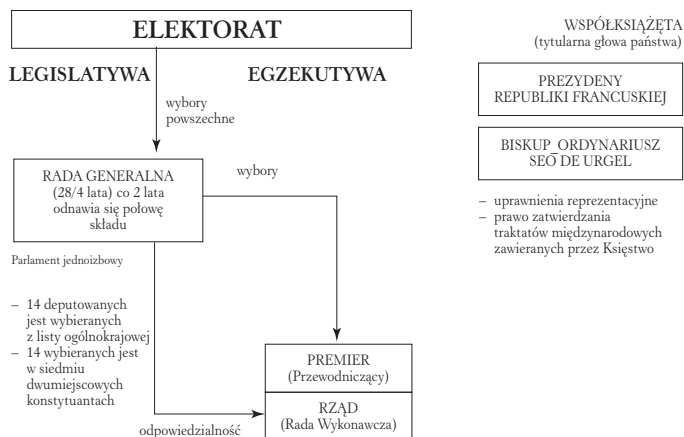 ELEKTORAT
LEGISLATYWA
EGZEKUTYWA
wybory
powszechne
RADA GENERALNA
(28/4 lata) co 2 lata
odnawia się połowę
składu
wybory
Parlament jednoizbowy
– 14 deputowanych
jest wybieranych
z listy ogólnokrajowej
– 14 wybieranych jest
w siedmiu
dwumiejscowych
konstytuantach
PREMIER
(Przewodniczący)
RZĄD
(Rada Wykonawcza)
odpowiedzialność
WSPÓŁKSIĄŻĘTA
(tytularna głowa państwa)
PREZYDENY
REPUBLIKI FRANCUSKIEJ
BISKUP_ORDYNARIUSZ
SEO DE URGEL
– uprawnienia reprezentacyjne
– prawo zatwierdzania
traktatów międzynarodowych
zawieranych przez Księstwo